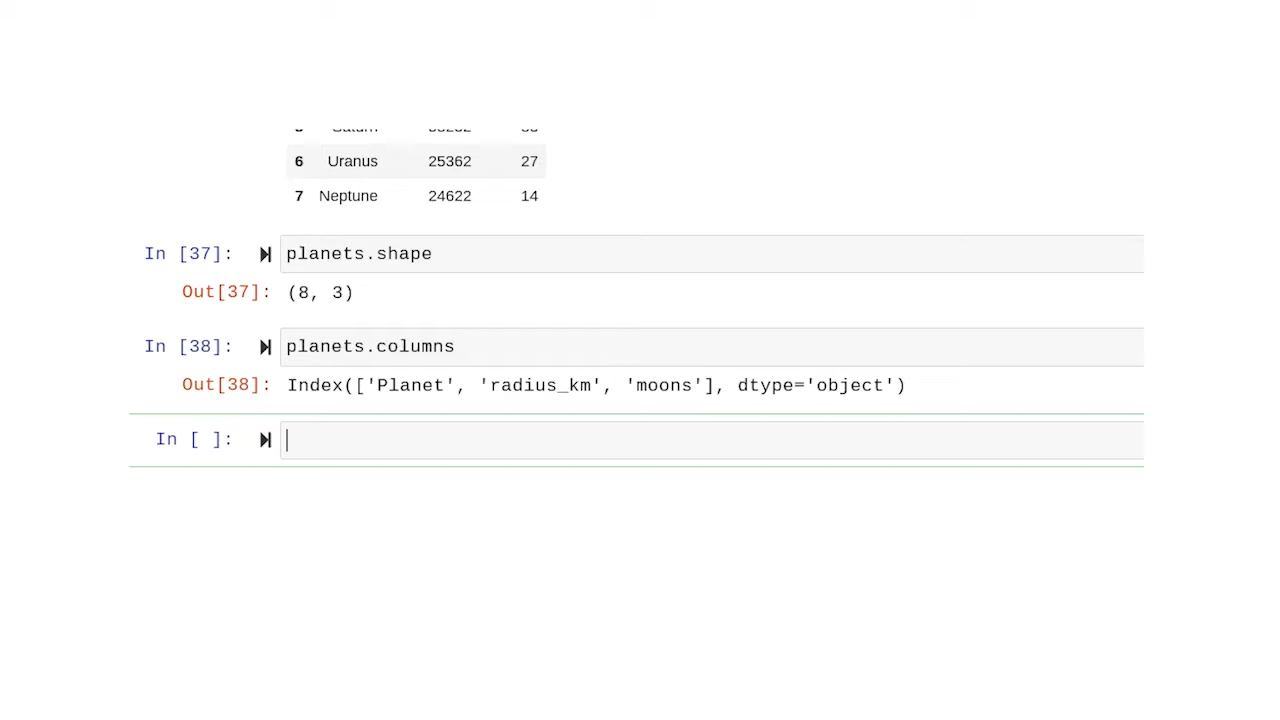 6 Uranus 25362 27
7 Neptune 24622 14
In [37]: planets.shape
Out[37]: (8, 3)
In [38]: planets.columns
Out[38]: Index(['Planet', 'radius_km', 'moons'], dtype='object')
In [ ]: